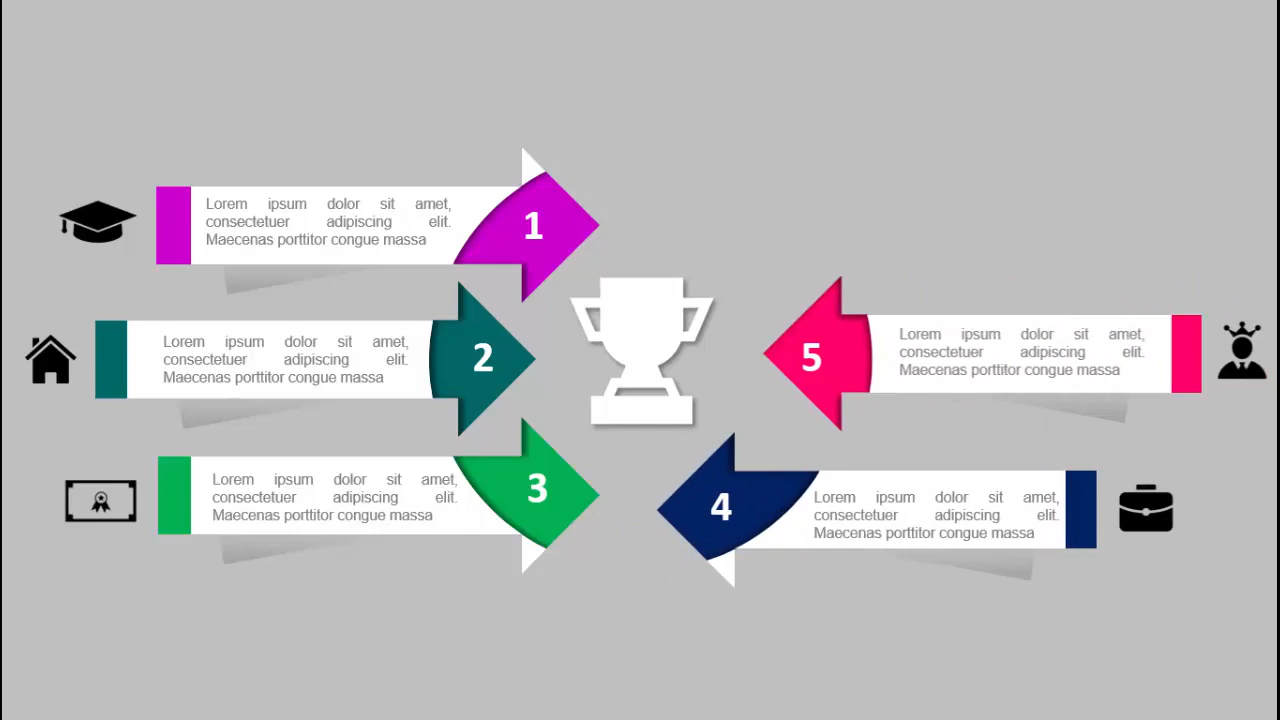 Lorem ipsum dolor sit amet,
consectetuer adipiscing elit.
Maecenas porttitor congue massa
1
Lorem ipsum dolor sit amet,
consectetuer adipiscing elit.
Maecenas porttitor congue massa
2
Lorem ipsum dolor sit amet,
consectetuer adipiscing elit.
Maecenas porttitor congue massa
3
4
Lorem ipsum dolor sit amet,
consectetuer adipiscing elit.
Maecenas porttitor congue massa
5
Lorem ipsum dolor sit amet,
consectetuer adipiscing elit.
Maecenas porttitor congue massa